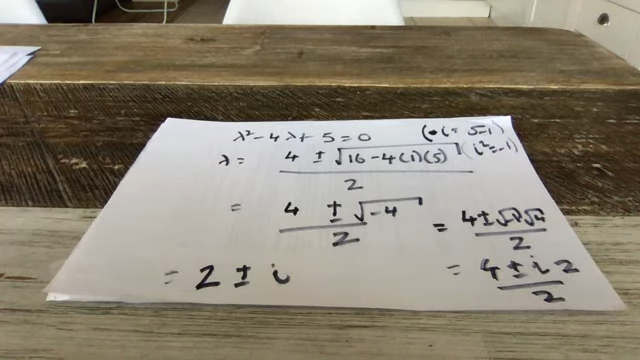 λ²-4λ+5=0 (•i=√-1)
λ= (4 ±√(16-4(1)(5)))/2 (i²=-1)
= (4 ±√-4)/2 = (4±√-1√4)/2
= 2 ± i = (4±i2)/2